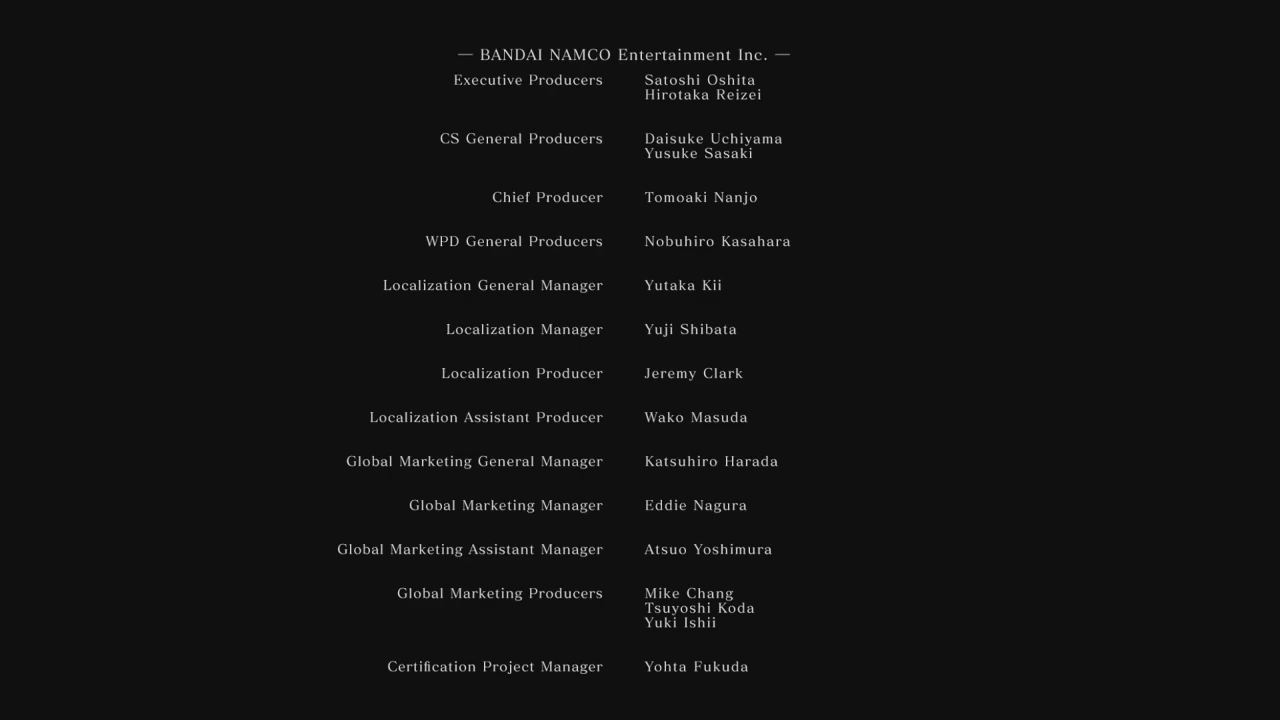 — BANDAI NAMCO Entertainment Inc. —
Executive Producers Satoshi Oshita
Hirotaka Reizei
CS General Producers Daisuke Uchiyama
Yusuke Sasaki
Chief Producer Tomoaki Nanjo
WPD General Producers Nobuhiro Kasahara
Localization General Manager Yutaka Kii
Localization Manager Yuji Shibata
Localization Producer Jeremy Clark
Localization Assistant Producer Wako Masuda
Global Marketing General Manager Katsuhiro Harada
Global Marketing Manager Eddie Nagura
Global Marketing Assistant Manager Atsuo Yoshimura
Global Marketing Producers Mike Chang
Tsuyoshi Koda
Yuki Ishii
Certification Project Manager Yohta Fukuda